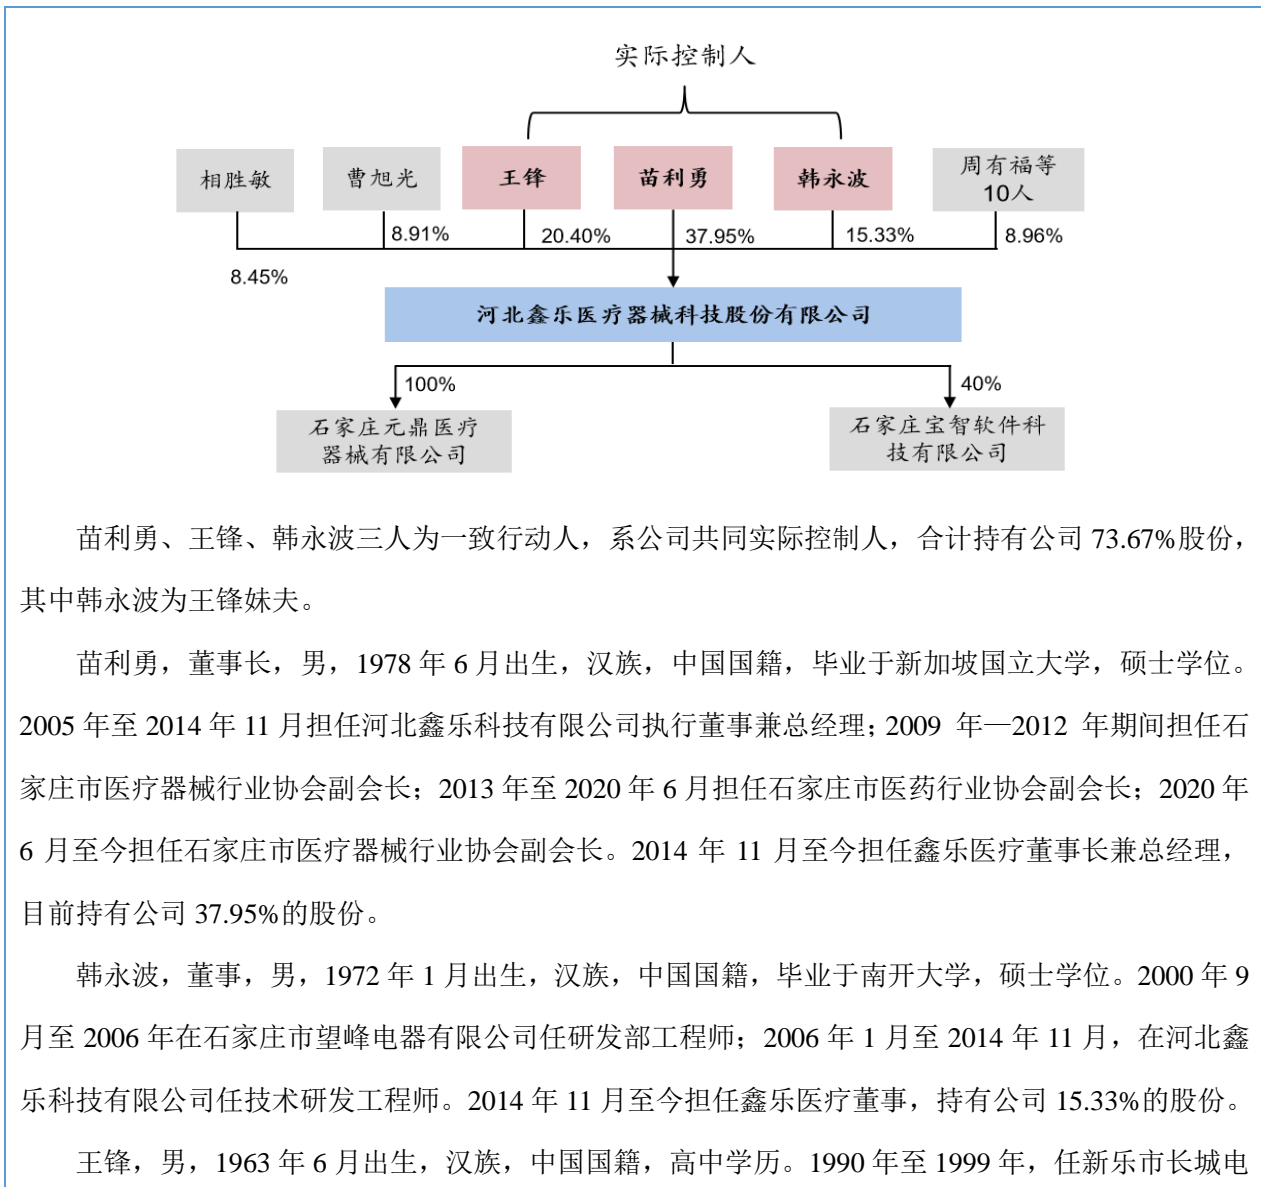 实际控制人
相胜敏
曹旭光
王锋
苗利勇
韩永波
周有福等
10人
8.91%
20.40%
37.95%
15.33%
8.96%
8.45%
河北鑫乐医疗器械科技股份有限公司
100%
40%
石家庄元鼎医疗
器械有限公司
石家庄宝智软件科
技有限公司
苗利勇、王锋、韩永波三人为一致行动人，系公司共同实际控制人，合计持有公司 73.67%股份，
其中韩永波为王锋妹夫。
苗利勇，董事长，男，1978 年 6 月出生，汉族，中国国籍，毕业于新加坡国立大学，硕士学位。
2005 年至 2014 年 11 月担任河北鑫乐科技有限公司执行董事兼总经理；2009 年—2012 年期间担任石
家庄市医疗器械行业协会副会长；2013 年至 2020 年 6 月担任石家庄市医药行业协会副会长；2020 年
6 月至今担任石家庄市医疗器械行业协会副会长。2014 年 11 月至今担任鑫乐医疗董事长兼总经理，
目前持有公司 37.95%的股份。
韩永波，董事，男，1972 年 1 月出生，汉族，中国国籍，毕业于南开大学，硕士学位。2000 年 9
月至 2006 年在石家庄市望峰电器有限公司任研发部工程师；2006 年 1 月至 2014 年 11 月，在河北鑫
乐科技有限公司任技术研发工程师。2014 年 11 月至今担任鑫乐医疗董事，持有公司 15.33%的股份。
王锋，男，1963 年 6 月出生，汉族，中国国籍，高中学历。1990 年至 1999 年，任新乐市长城电